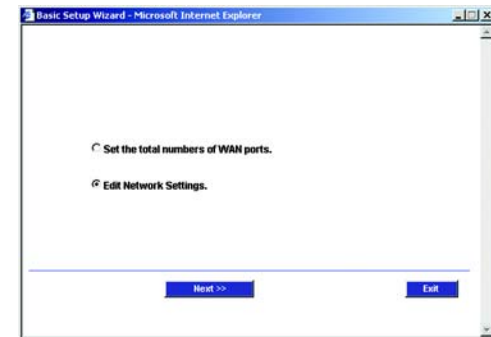 Basic Setup Wizard - Microsoft Internet Explorer
Set the total numbers of WAN ports.
Edit Network Settings.
Next >>
Exit